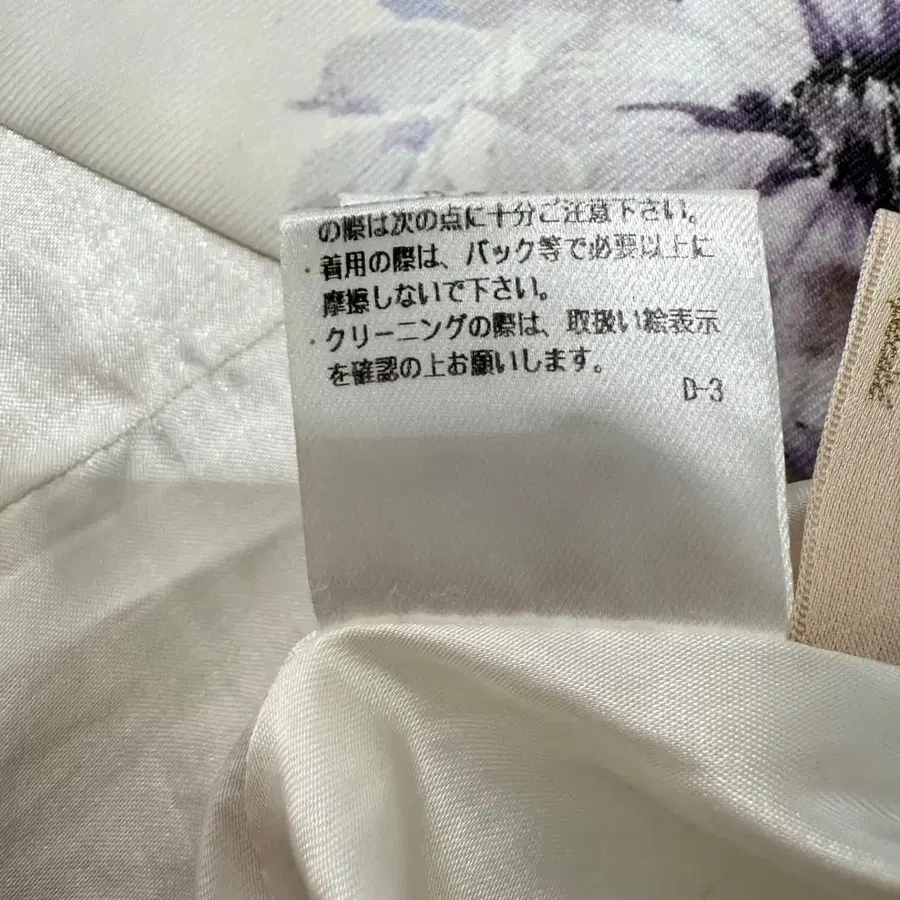 の際は次の点に十分ご注意下さい。
・着用の際は、バック等で必要以上に
摩擦しないで下さい。
・クリーニングの際は、取扱い絵表示
を確認の上お願いします。
D-3